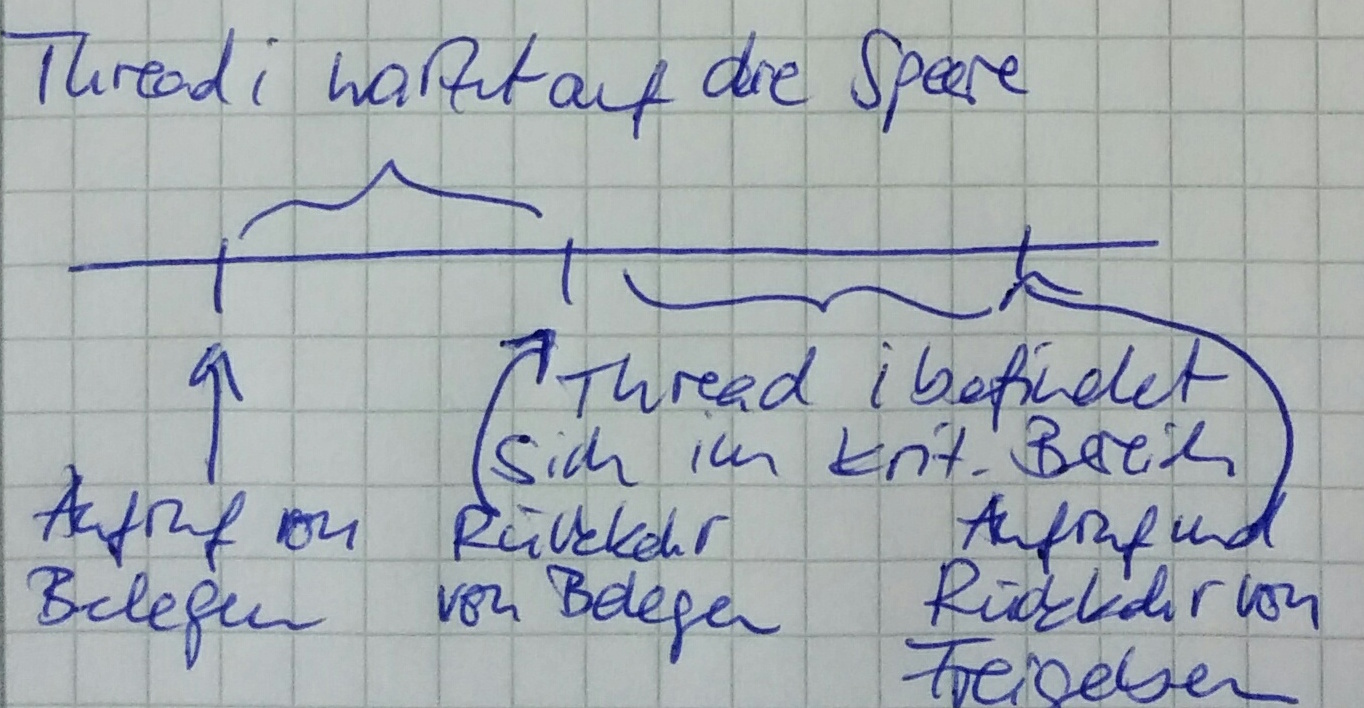 Thread i wartet auf die Sperre
Thread i befindet
sich im krit. Bereich
Aufruf von
Belegen
Rückkehr
von Belegen
Aufruf und
Rückkehr von
Freigeben